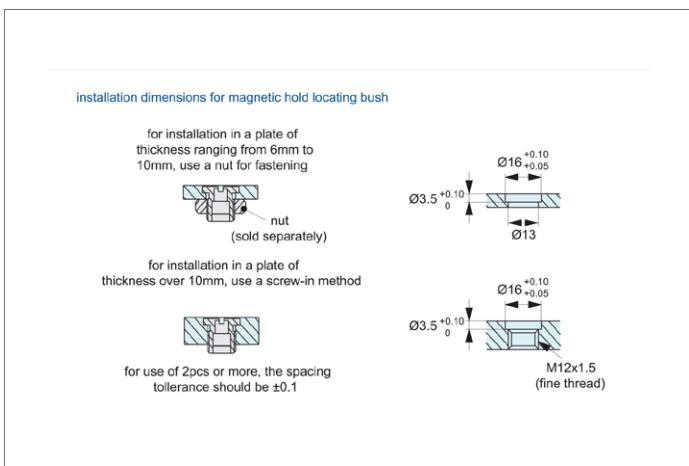 installation dimensions for magnetic hold locating bush
for installation in a plate of
thickness ranging from 6mm to
10mm, use a nut for fastening
nut
(sold separately)
Ø16 +0.10 +0.05
Ø3.5 +0.10 0
Ø13
for installation in a plate of
thickness over 10mm, use a screw-in method
for use of 2pcs or more, the spacing
tollerance should be ±0.1
Ø16 +0.10 +0.05
Ø3.5 +0.10 0
M12x1.5
(fine thread)